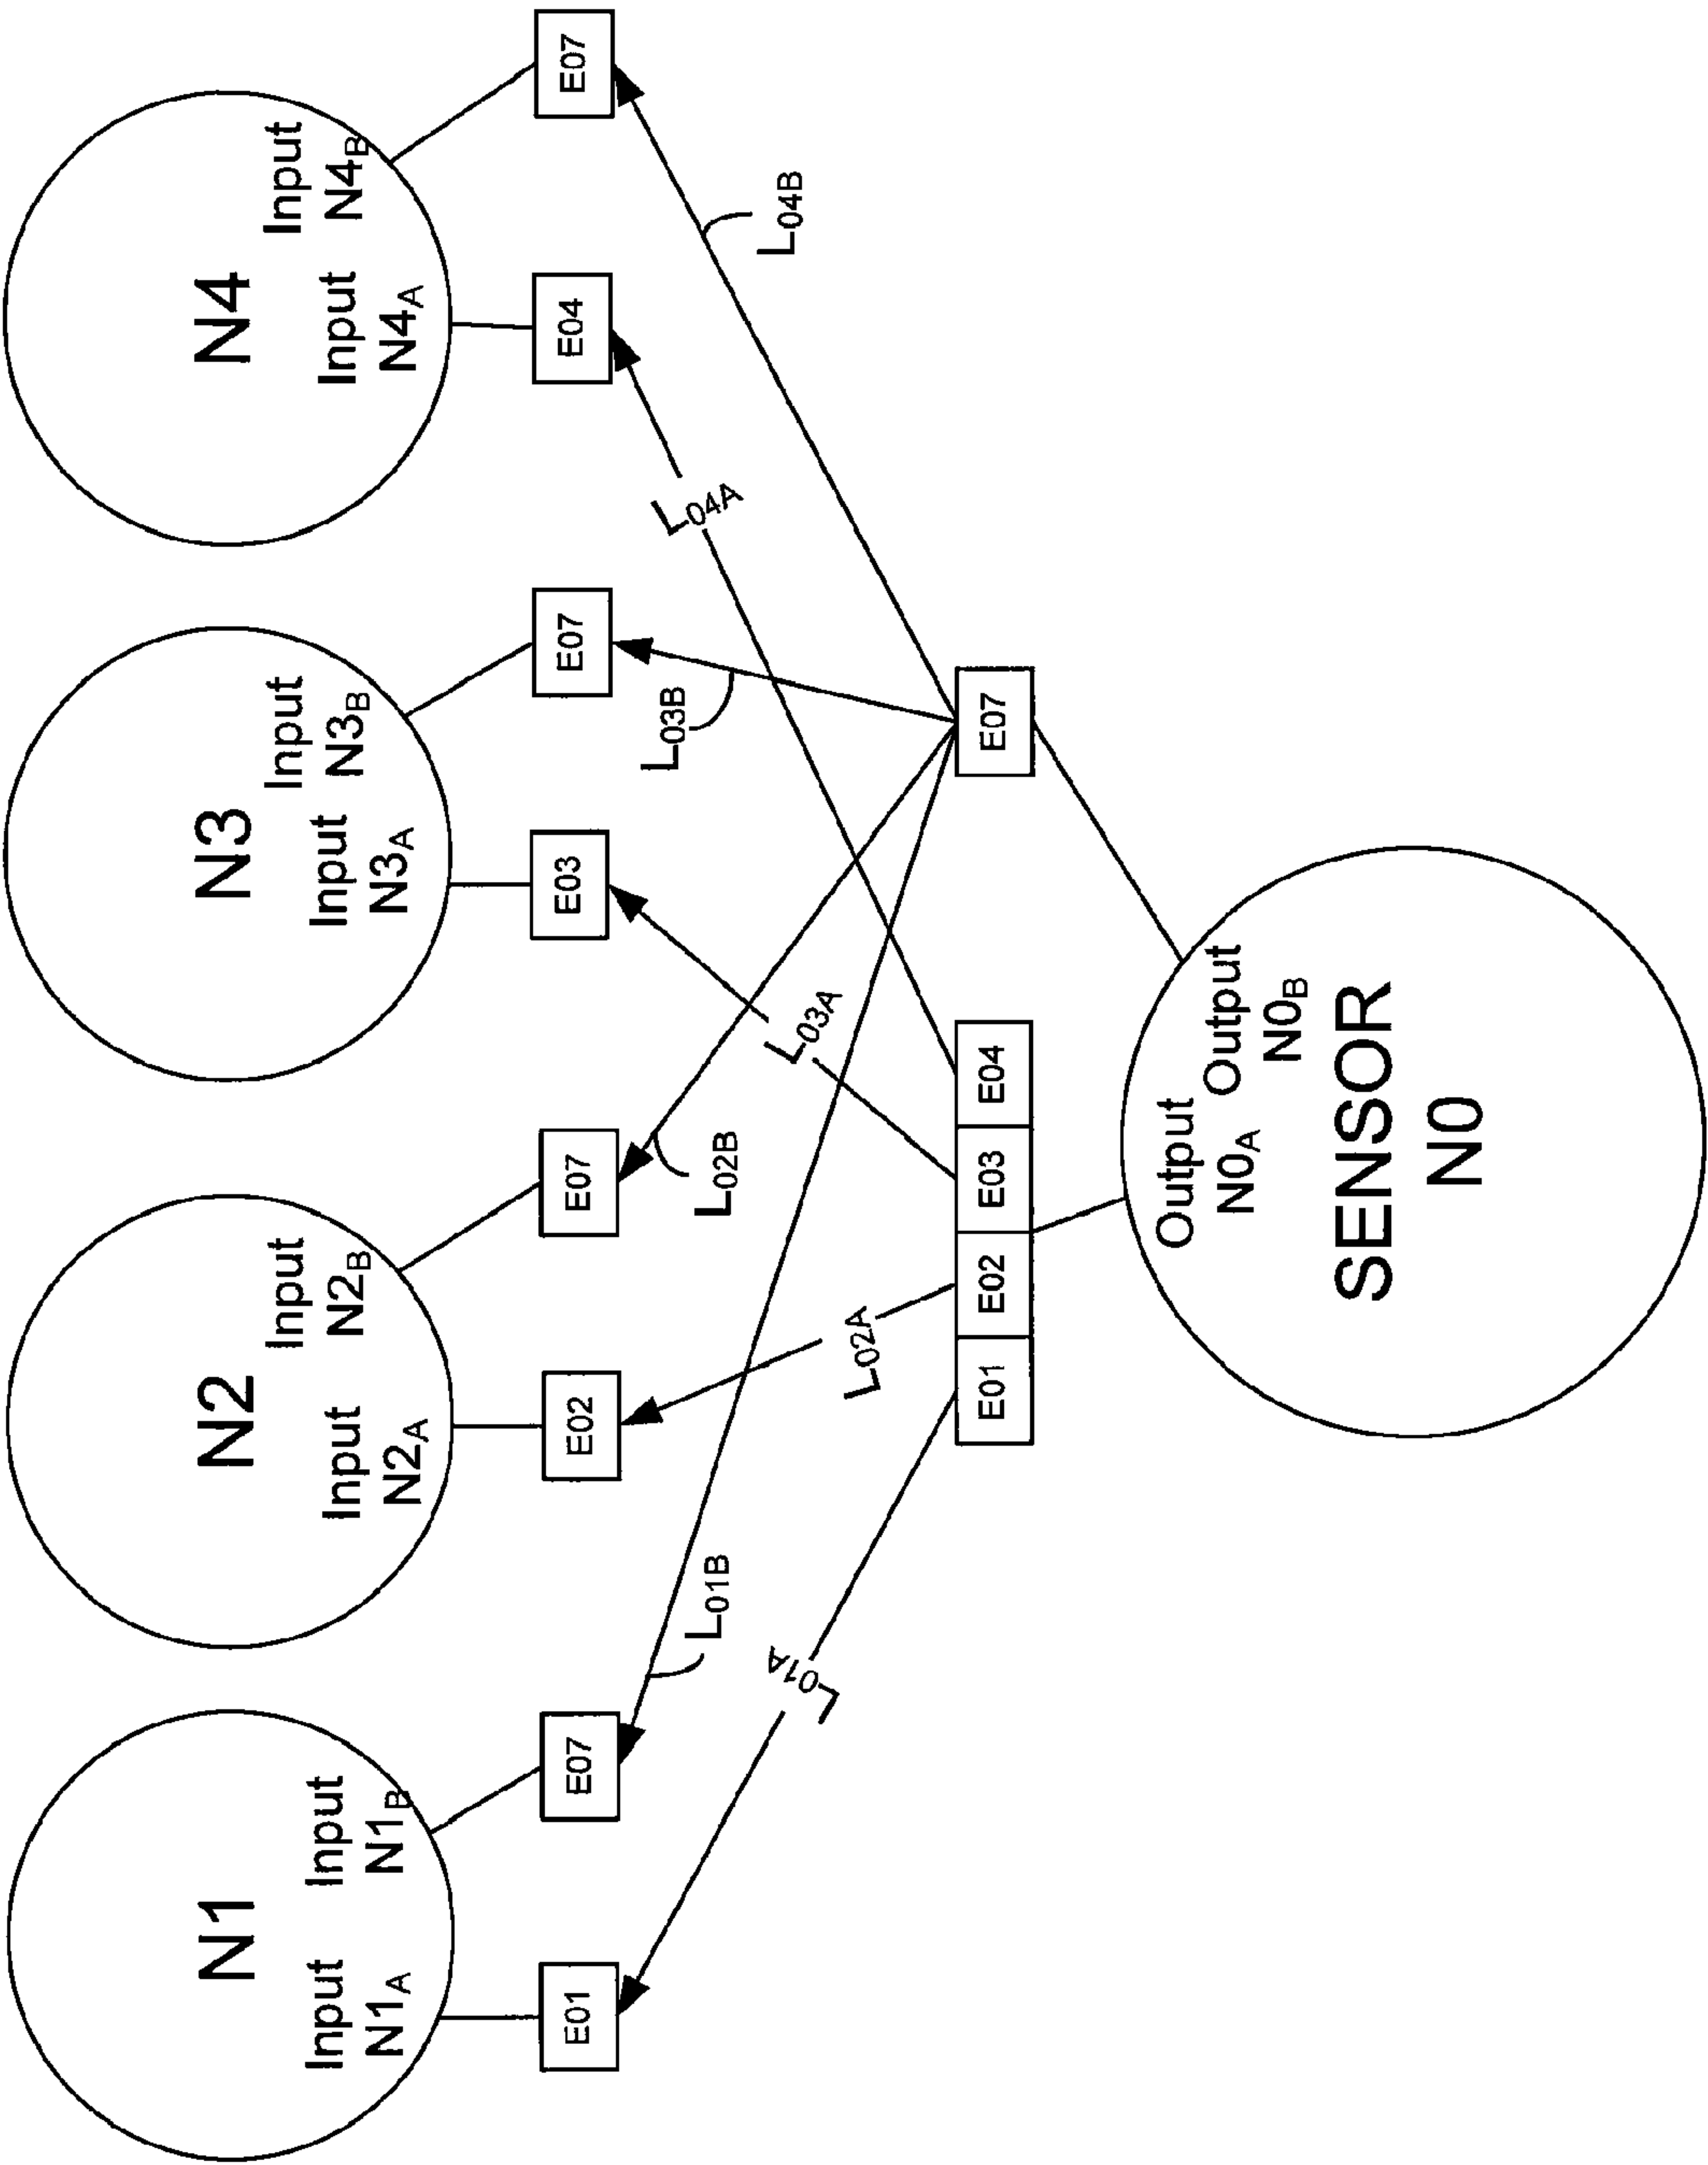 N1
Input
N1A
Input
N1B
N2
Input
N2A
Input
N2B
N3
Input
N3A
Input
N3B
N4
Input
N4A
Input
N4B
E01
E07
E02
E07
E03
E07
E04
E07
L01A
L01B
L02A
L02B
L03A
L03B
L04A
L04B
E01 E02 E03 E04
E07
Output
N0A
Output
N0B
SENSOR
N0